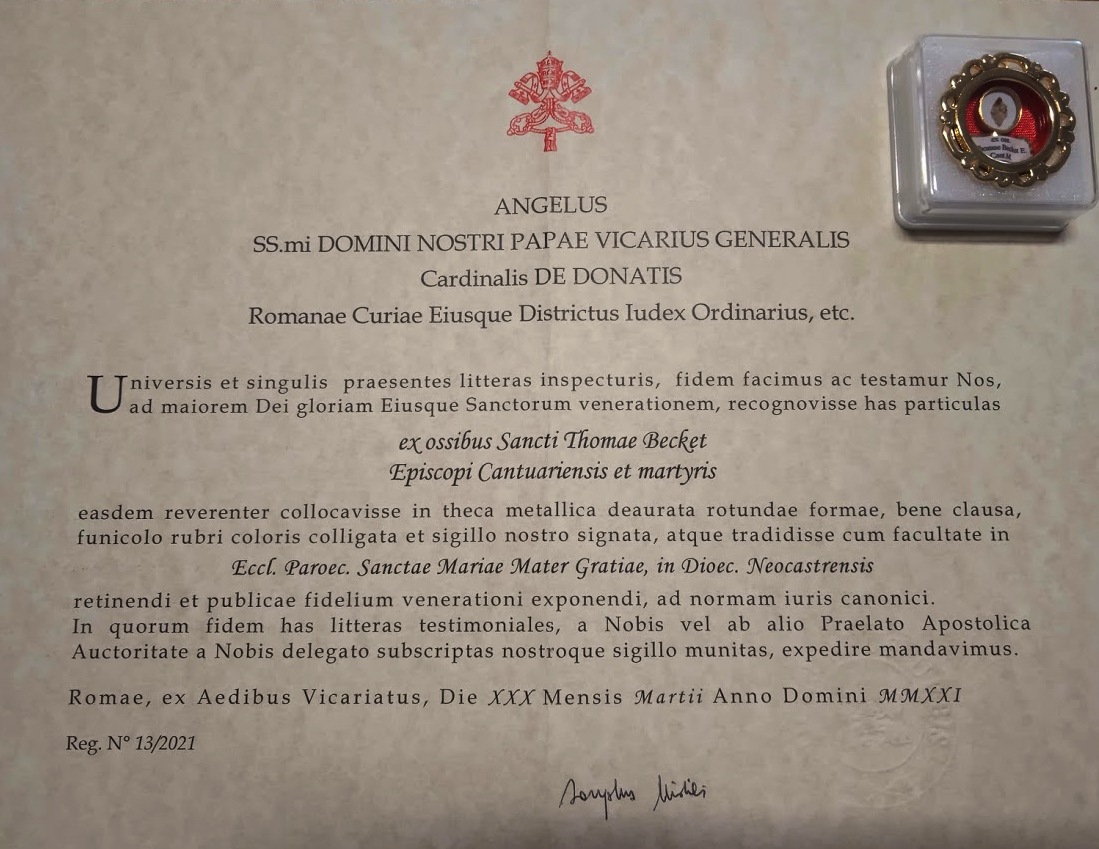 ANGELUS
SS.mi DOMINI NOSTRI PAPAE VICARIUS GENERALIS
Cardinalis DE DONATIS
Romanae Curiae Eiusque Districtus Iudex Ordinarius, etc.
Universis et singulis praesentes litteras inspecturis, fidem facimus ac testamur Nos,
ad maiorem Dei gloriam Eiusque Sanctorum venerationem, recognovisse has particulas
ex ossibus Sancti Thomae Becket
Episcopi Cantuariensis et martyris
easdem reverenter collocavisse in theca metallica deaurata rotundae formae, bene clausa,
funicolo rubri coloris colligata et sigillo nostro signata, atque tradidisse cum facultate in
Eccl. Paroec. Sanctae Mariae Mater Gratiae, in Dioec. Neocastrensis
retinendi et publicae fidelium venerationi exponendi, ad normam iuris canonici.
In quorum fidem has litteras testimoniales, a Nobis vel ab alio Praelato Apostolica
Auctoritate a Nobis delegato subscriptas nostroque sigillo munitas, expedire mandavimus.
Romae, ex Aedibus Vicariatus, Die XXX Mensis Martii Anno Domini MMXXI
Reg. N° 13/2021
ex oss.
Thomae Becket E.
Cant.M.